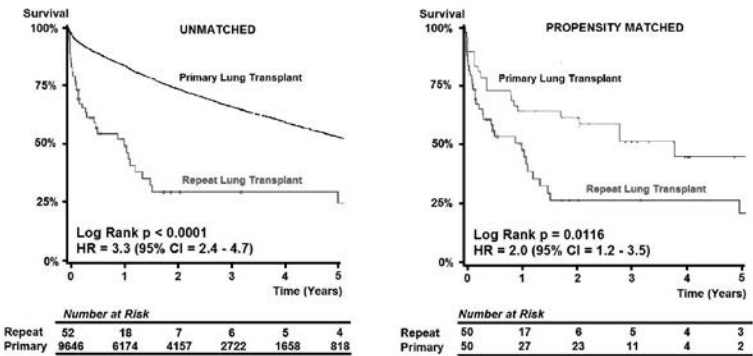 Survival
UNMATCHED
100%
75%
50%
25%
0%
Primary Lung Transplant
Repeat Lung Transplant
Log Rank p < 0.0001
HR = 3.3 (95% CI = 2.4 - 4.7)
0 1 2 3 4 5
Time (Years)
Number at Risk
Repeat 52 18 7 6 5 4
Primary 9646 6174 4157 2722 1658 818
Survival
PROPENSITY MATCHED
100%
75%
50%
25%
0%
Primary Lung Transplant
Repeat Lung Transplant
Log Rank p = 0.0116
HR = 2.0 (95% CI = 1.2 - 3.5)
0 1 2 3 4 5
Time (Years)
Number at Risk
Repeat 50 17 6 5 4 3
Primary 50 27 23 11 4 2